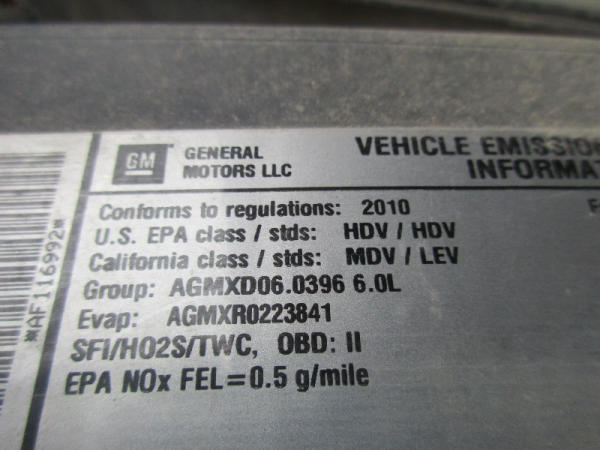 GM
GENERAL
MOTORS LLC
VEHICLE EMISSION
INFORMAT
Conforms to regulations: 2010
U.S. EPA class / stds: HDV / HDV
California class / stds: MDV / LEV
Group: AGMXD06.0396 6.0L
Evap: AGMXR0223841
SFI/HO2S/TWC, OBD: II
EPA NOx FEL=0.5 g/mile
*AF116992*